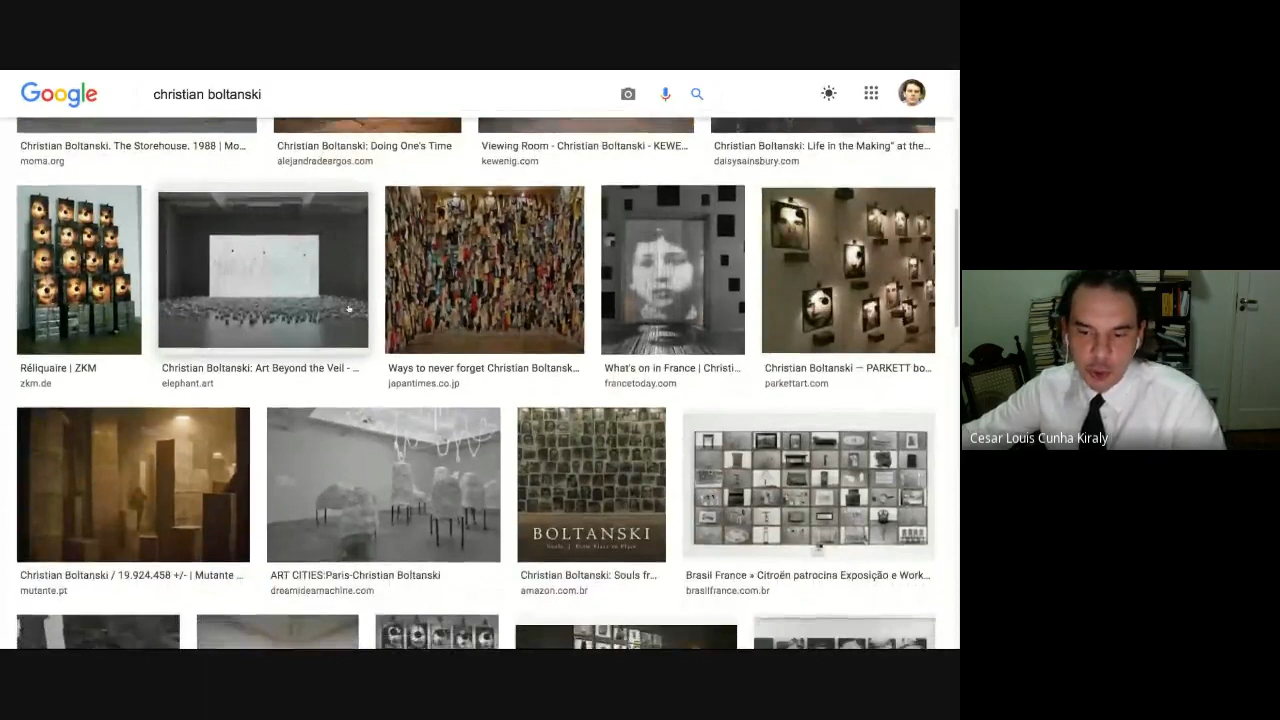 Google
christian boltanski
Christian Boltanski. The Storehouse. 1988 | Mo...
moma.org
Christian Boltanski: Doing One's Time
alejandradeargos.com
Viewing Room - Christian Boltanski - KEWE...
kewenig.com
Christian Boltanski: Life in the Making" at the...
daisysainsbury.com
Réliquaire | ZKM
zkm.de
Christian Boltanski: Art Beyond the Veil - ...
elephant.art
Ways to never forget Christian Boltansk...
japantimes.co.jp
What's on in France | Christi...
francetoday.com
Christian Boltanski — PARKETT bo...
parkettart.com
Cesar Louis Cunha Kiraly
BOLTANSKI
Christian Boltanski / 19.924.458 +/- | Mutante ...
mutante.pt
ART CITIES:Paris-Christian Boltanski
dreamideamachine.com
Christian Boltanski: Souls fr...
amazon.com.br
Brasil France » Citroën patrocina Exposição e Work...
brasilfrance.com.br